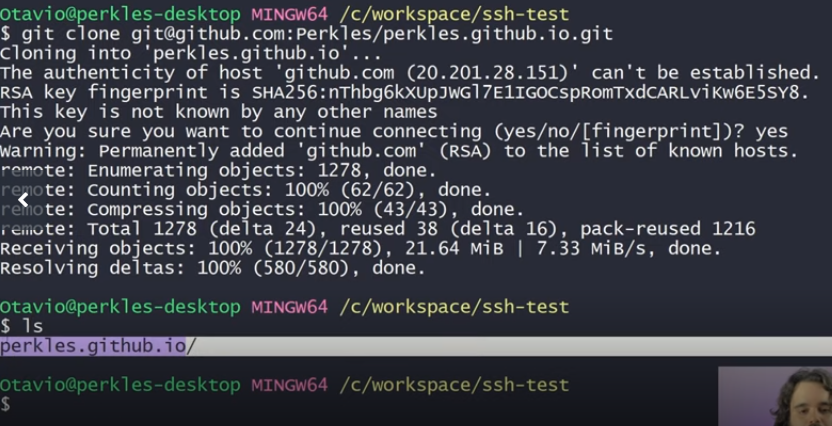 Otavio@perkles-desktop MINGW64 /c/workspace/ssh-test
$ git clone git@github.com:Perkles/perkles.github.io.git
Cloning into 'perkles.github.io'...
The authenticity of host 'github.com (20.201.28.151)' can't be established.
RSA key fingerprint is SHA256:nThbg6kXUpJWGl7E1IGOCspRomTxdCARLviKw6E5SY8.
This key is not known by any other names
Are you sure you want to continue connecting (yes/no/[fingerprint])? yes
Warning: Permanently added 'github.com' (RSA) to the list of known hosts.
remote: Enumerating objects: 1278, done.
remote: Counting objects: 100% (62/62), done.
remote: Compressing objects: 100% (43/43), done.
remote: Total 1278 (delta 24), reused 38 (delta 16), pack-reused 1216
Receiving objects: 100% (1278/1278), 21.64 MiB | 7.33 MiB/s, done.
Resolving deltas: 100% (580/580), done.
Otavio@perkles-desktop MINGW64 /c/workspace/ssh-test
$ ls
perkles.github.io/
Otavio@perkles-desktop MINGW64 /c/workspace/ssh-test
$